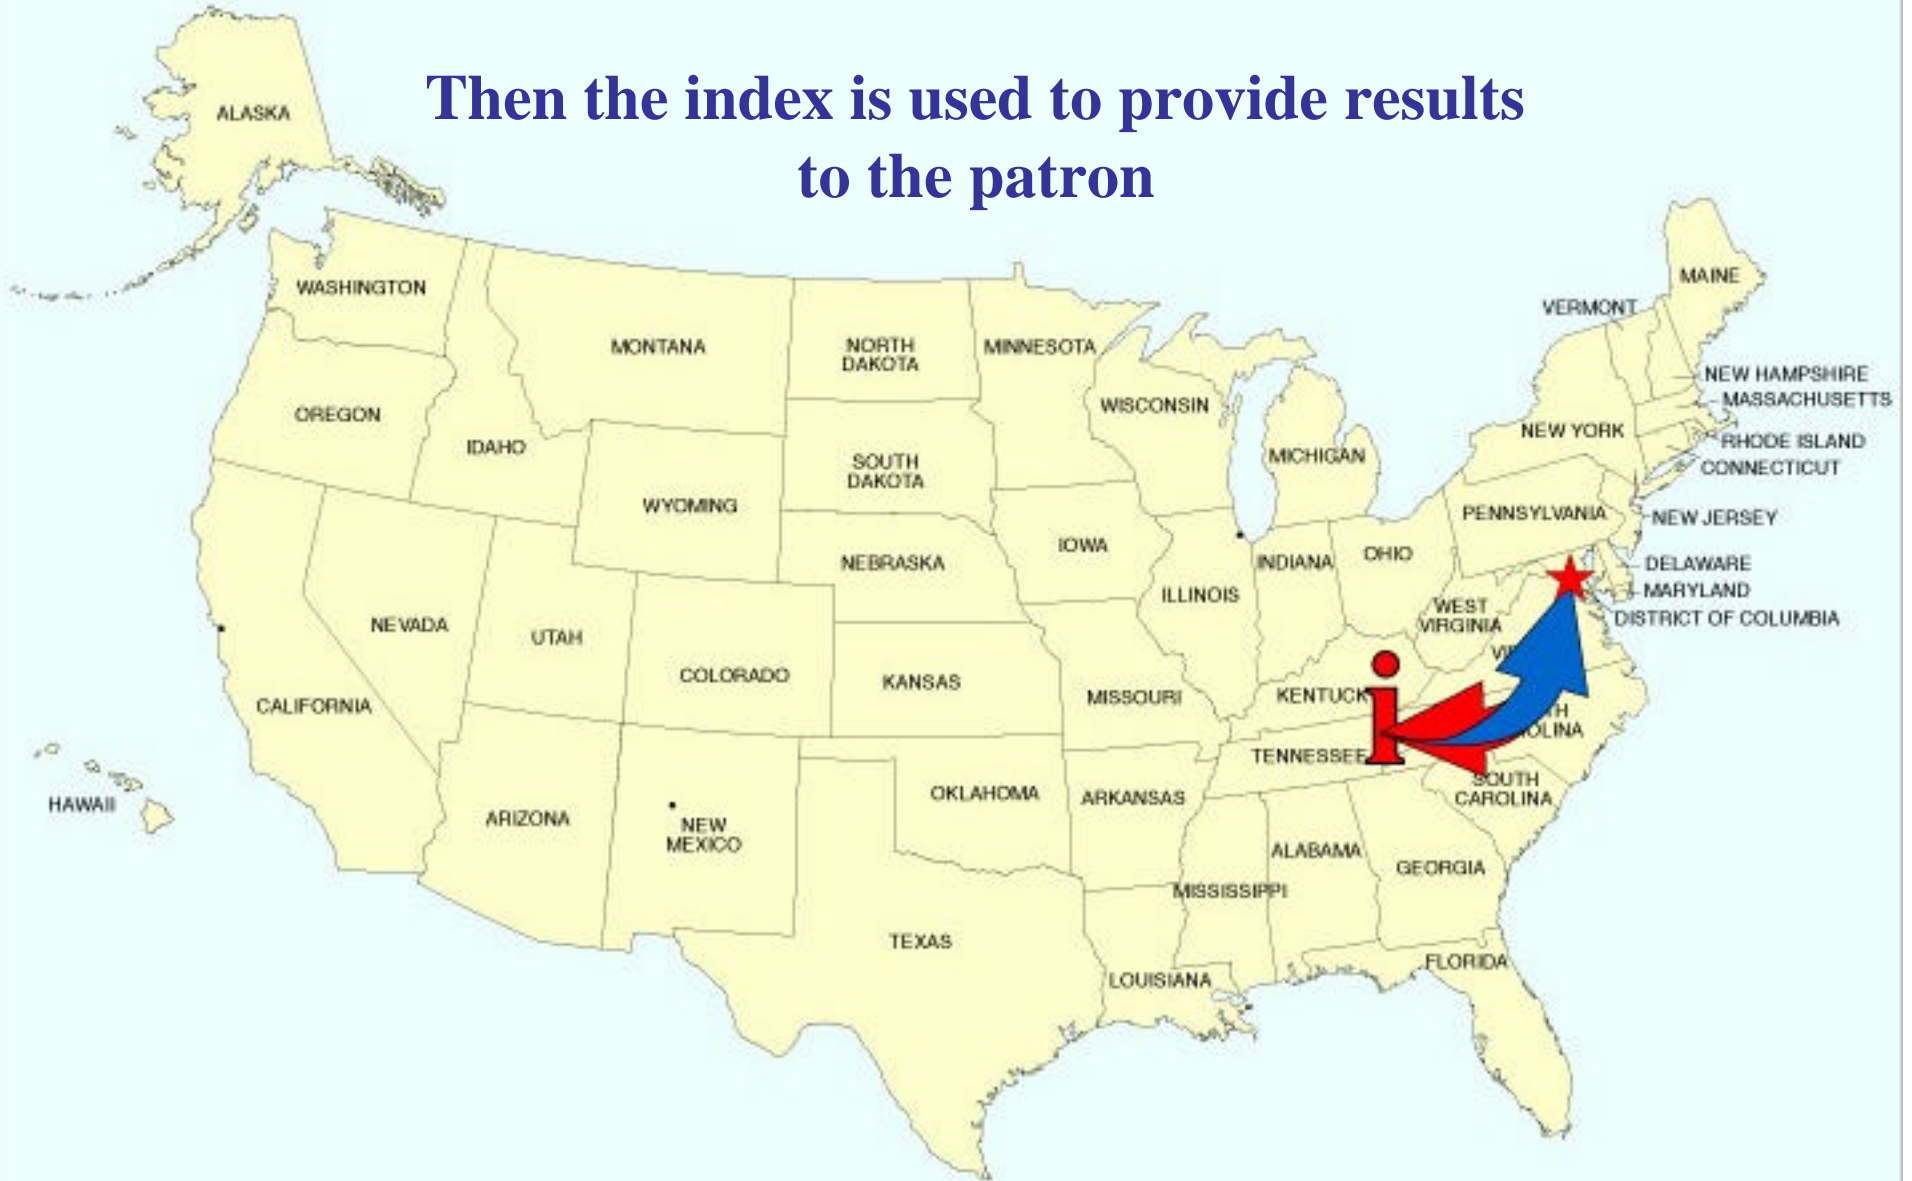 Then the index is used to provide results
to the patron
ALASKA
WASHINGTON
MAINE
VERMONT
MONTANA
NORTH
DAKOTA
MINNESOTA
NEW HAMPSHIRE
MASSACHUSETTS
OREGON
WISCONSIN
NEW YORK
RHODE ISLAND
IDAHO
MICHIGAN
CONNECTICUT
SOUTH
DAKOTA
WYOMING
PENNSYLVANIA
NEW JERSEY
IOWA
OHIO
INDIANA
NEBRASKA
DELAWARE
MARYLAND
ILLINOIS
WEST
VIRGINIA
DISTRICT OF COLUMBIA
NEVADA
UTAH
COLORADO
KANSAS
MISSOURI
KENTUCK
i
CALIFORNIA
TENNESSEE
HAWAII
OKLAHOMA
ARKANSAS
SOUTH
CAROLINA
ARIZONA
NEW
MEXICO
ALABAMA
GEORGIA
MISSISSIPPI
TEXAS
LOUISIANA
FLORIDA